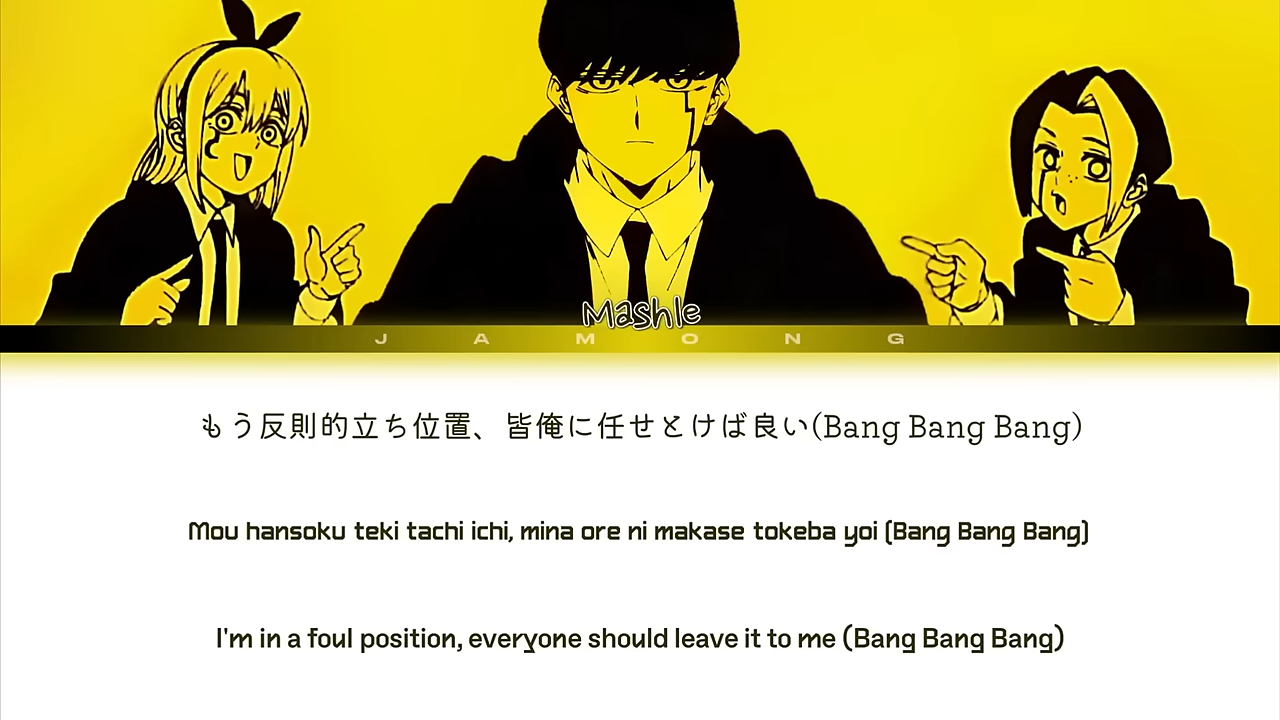 Mashle
JAMONG
もう反則的立ち位置、皆俺に任せとけば良い(Bang Bang Bang)
Mou hansoku teki tachi ichi, mina ore ni makase tokeba yoi (Bang Bang Bang)
I'm in a foul position, everyone should leave it to me (Bang Bang Bang)